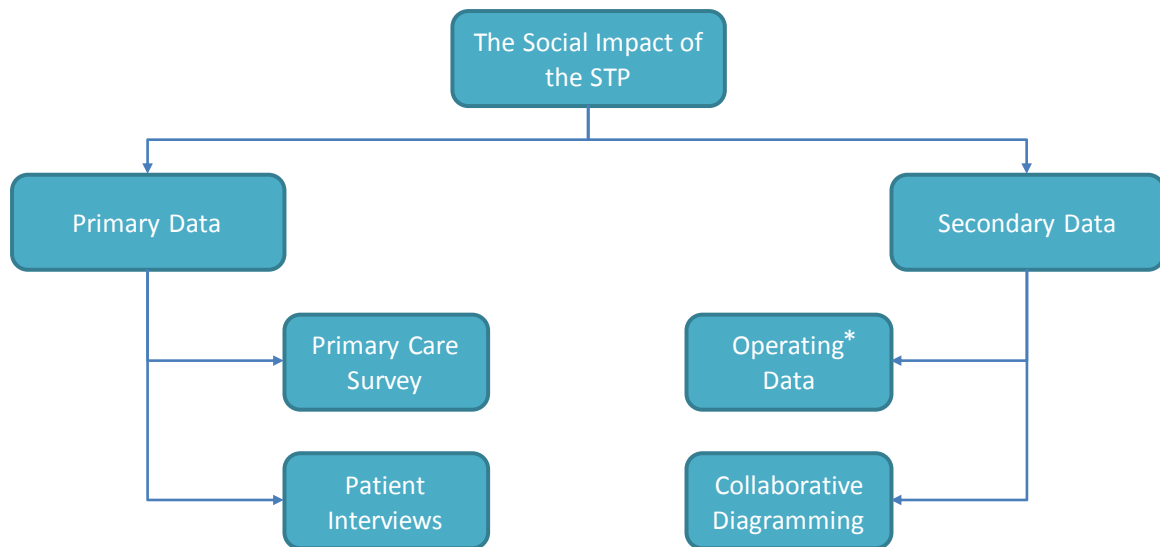 The Social Impact of
the STP
Primary Data
Secondary Data
Primary Care
Survey
Operating*
Data
Patient
Interviews
Collaborative
Diagramming